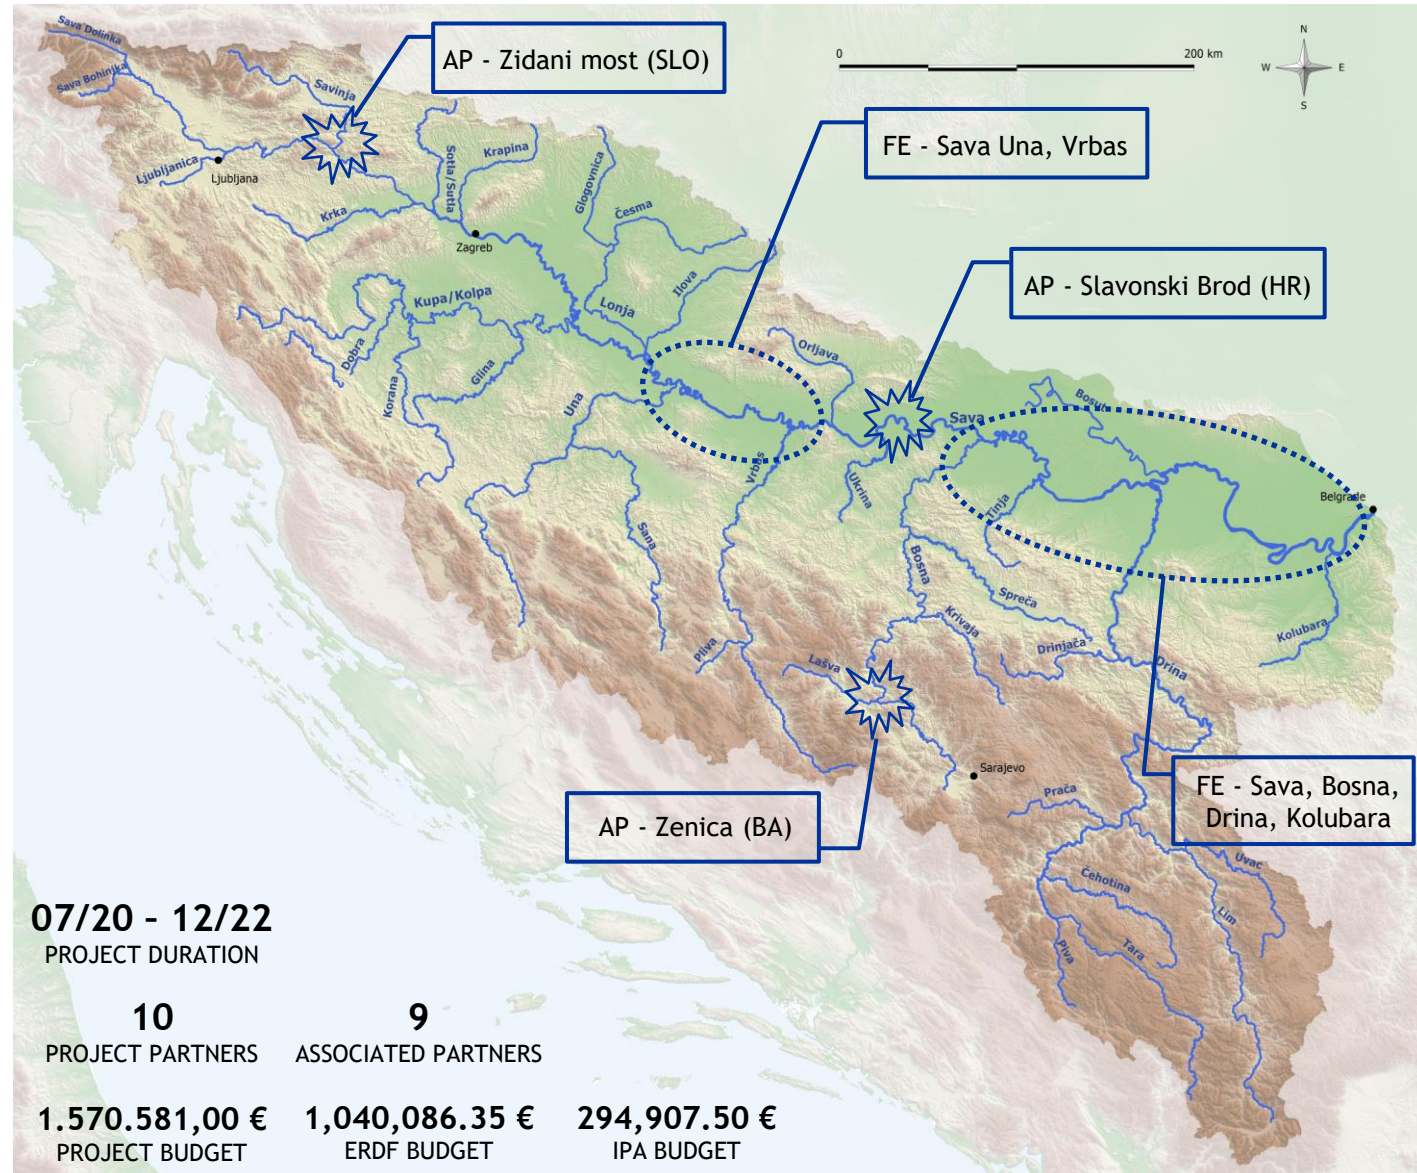 Sava Dolinka
Sava Bohinjka
Savinja
Ljubljanica
Ljubljana
AP - Zidani most (SLO)
0
200 km
N
W
E
S
FE - Sava Una, Vrbas
AP - Slavonski Brod (HR)
Sotla/Sutla
Krapina
Glogovnica
Česma
Krka
Zagreb
Kupa/Kolpa
Lonja
Ilova
Dobra
Korana
Glina
Una
Orljava
Sava
Bosut
Vrbas
Ukrina
Tinja
Belgrade
Sana
Bosna
Spreča
Krivaja
Drinjača
Drina
Kolubara
Pliva
Lašva
Sarajevo
AP - Zenica (BA)
FE - Sava, Bosna,
Drina, Kolubara
Prača
Uvac
Čehotina
Lim
Piva
Tara
07/20 – 12/22
PROJECT DURATION
10
PROJECT PARTNERS
9
ASSOCIATED PARTNERS
1.570.581,00 €
PROJECT BUDGET
1,040,086.35 €
ERDF BUDGET
294,907.50 €
IPA BUDGET